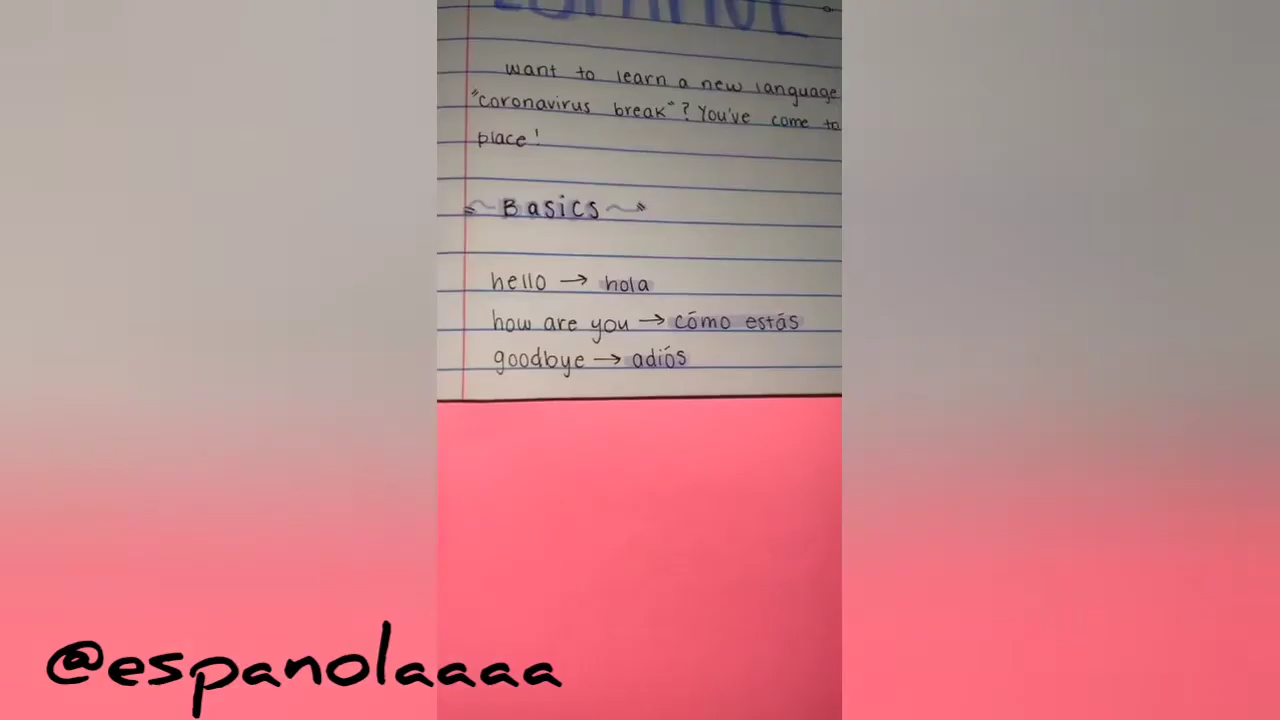 want to learn a new language
"coronavirus break"? You've come to
place!
~Basics~
hello → hola
how are you → cómo estás
goodbye → adiós
@espanolaaaa